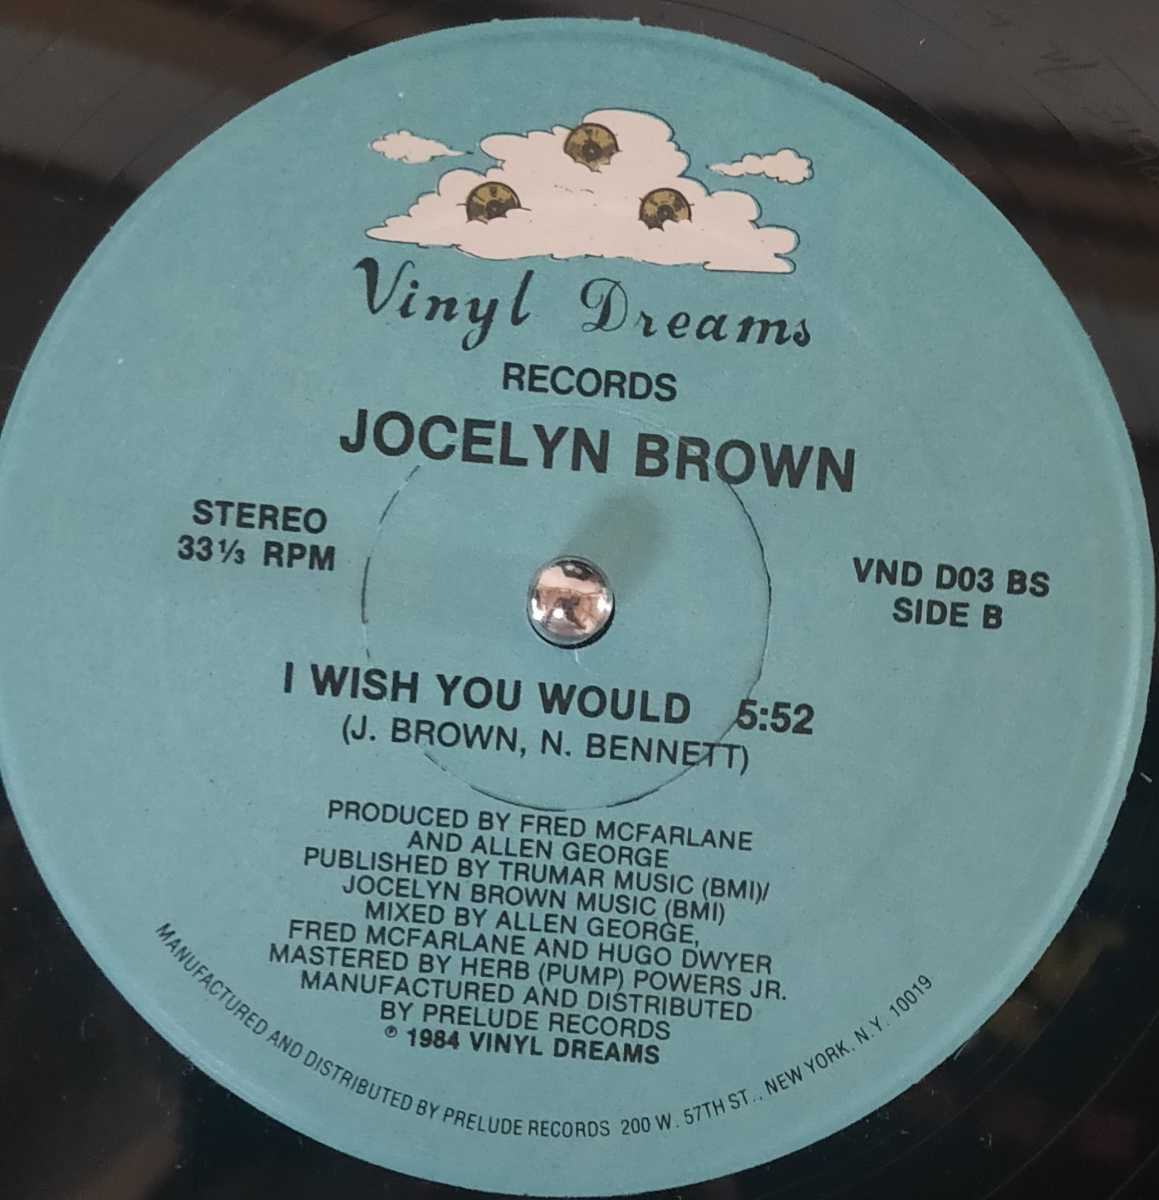 Vinyl Dreams
RECORDS
JOCELYN BROWN
STEREO
33⅓ RPM
VND D03 BS
SIDE B
I WISH YOU WOULD 5:52
(J. BROWN, N. BENNETT)
PRODUCED BY FRED MCFARLANE
AND ALLEN GEORGE
PUBLISHED BY TRUMAR MUSIC (BMI)/
JOCELYN BROWN MUSIC (BMI)
MIXED BY ALLEN GEORGE,
FRED MCFARLANE AND HUGO DWYER
MASTERED BY HERB (PUMP) POWERS JR.
MANUFACTURED AND DISTRIBUTED
BY PRELUDE RECORDS
℗ 1984 VINYL DREAMS
MANUFACTURED AND DISTRIBUTED BY PRELUDE RECORDS 200 W. 57TH ST., NEW YORK. N.Y. 10019